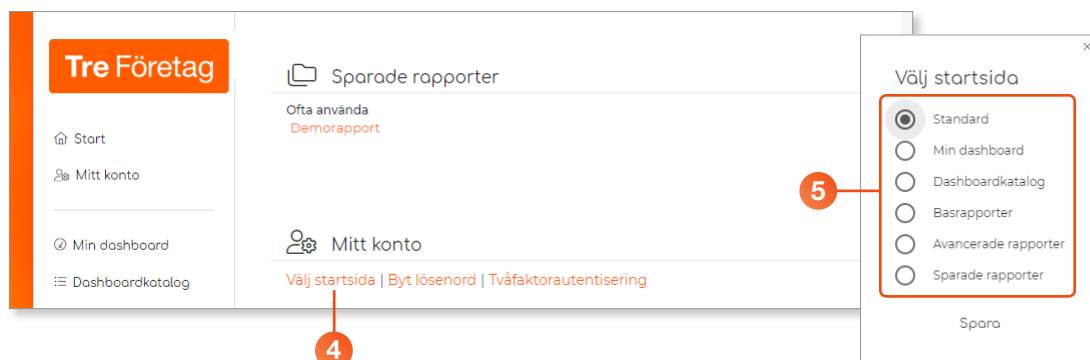 Tre Företag
Start
Mitt konto
Min dashboard
Dashboardkatalog
Sparade rapporter
Ofta använda
Demorapport
Mitt konto
Välj startsida | Byt lösenord | Tvåfaktorautentisering
4
5
×
Välj startsida
Standard
Min dashboard
Dashboardkatalog
Basrapporter
Avancerade rapporter
Sparade rapporter
Spara